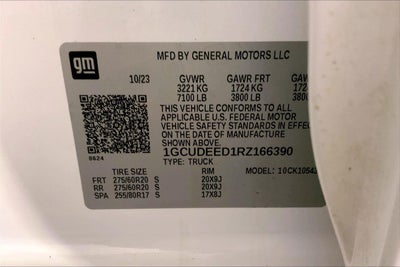 gm
MFD BY GENERAL MOTORS LLC
10/23 GVWR GAWR FRT
3221 KG 1724 KG
7100 LB 3800 LB
THIS VEHICLE CONFORMS TO ALL
APPLICABLE U.S. FEDERAL MOTOR
VEHICLE SAFETY STANDARDS IN EFFECT
ON THE DATE OF MANUFACTURE
SHOWN ABOVE.
1GCUDEED1RZ166390
8624
TYPE: TRUCK MODEL: 10CK10543
TIRE SIZE RIM
FRT 275/60R20 S 20X9J
RR 275/60R20 S 20X9J
SPA 255/80R17 S 17X8J